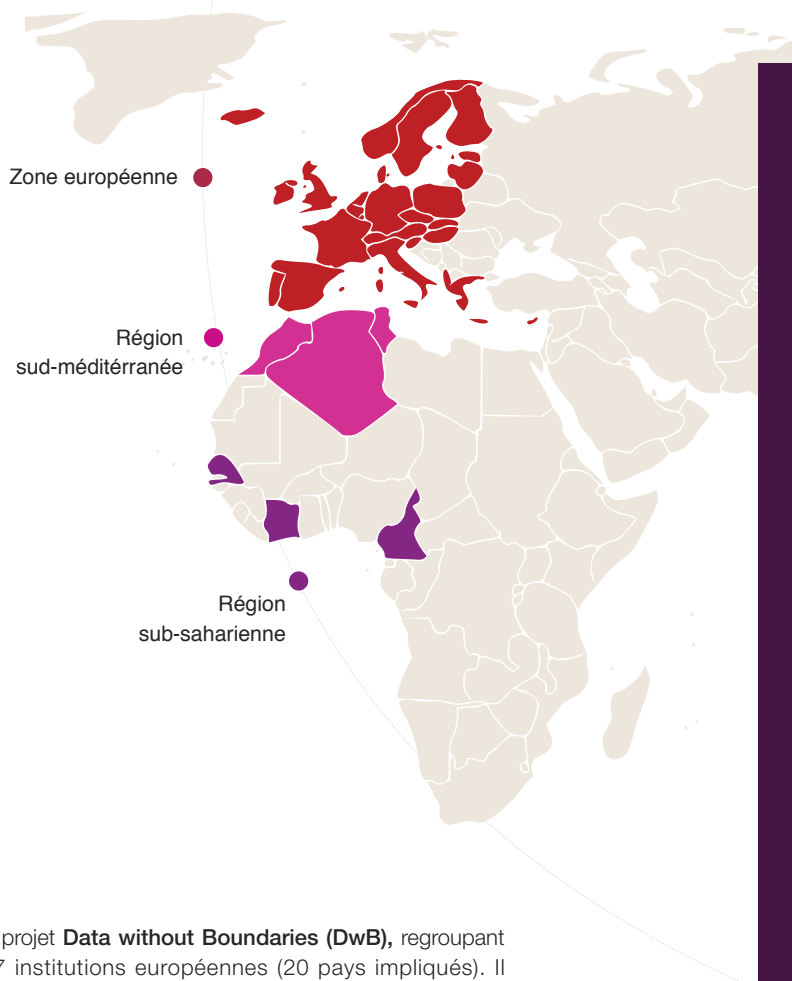 Zone européenne
Région
sud-méditérranée
Région
sub-saharienne
projet Data without Boundaries (DwB), regroupant
7 institutions européennes (20 pays impliqués). Il